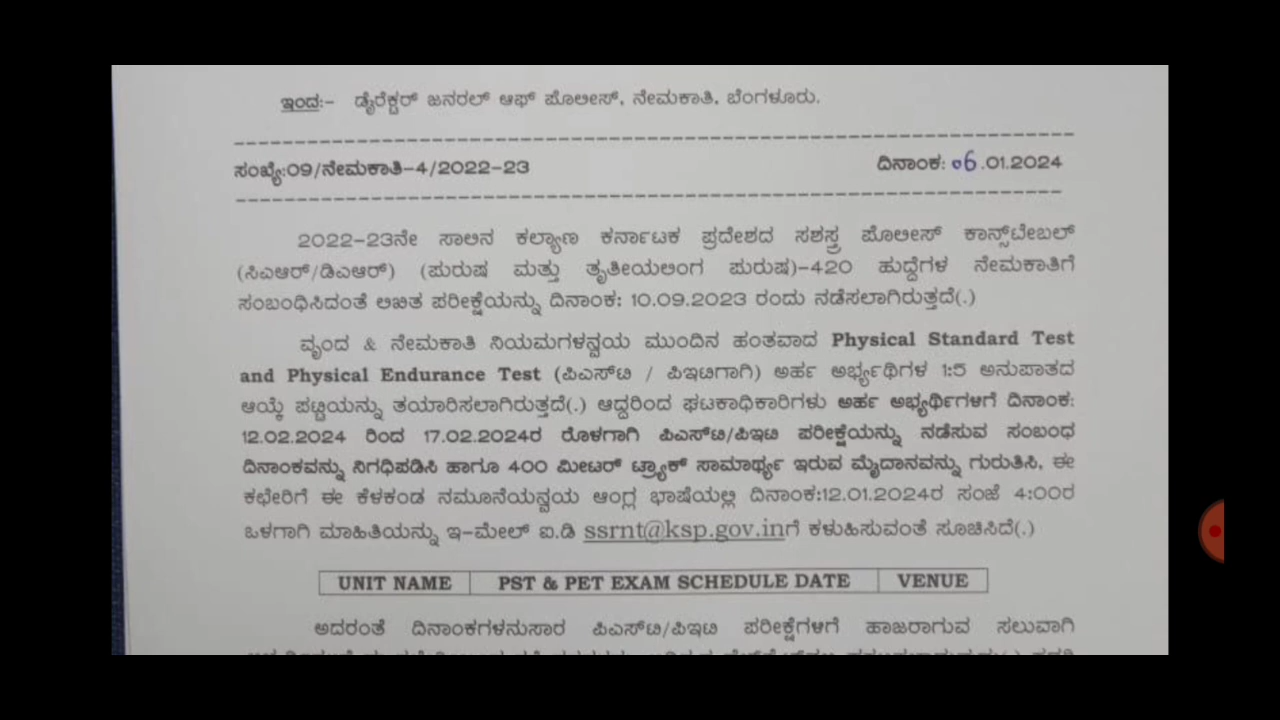 ಇಂದ:- ಡೈರೆಕ್ಟರ್ ಜನರಲ್ ಆಫ್ ಪೊಲೀಸ್, ನೇಮಕಾತಿ, ಬೆಂಗಳೂರು.
ಸಂಖ್ಯೆ:09/ನೇಮಕಾತಿ-4/2022-23 ದಿನಾಂಕ: 06.01.2024
2022-23ನೇ ಸಾಲಿನ ಕಲ್ಯಾಣ ಕರ್ನಾಟಕ ಪ್ರದೇಶದ ಸಶಸ್ತ್ರ ಪೊಲೀಸ್ ಕಾನ್ಸ್‌ಟೇಬಲ್
(ಸಿಎಆರ್/ಡಿಎಆರ್) (ಪುರುಷ ಮತ್ತು ತೃತೀಯಲಿಂಗ ಪುರುಷ)-420 ಹುದ್ದೆಗಳ ನೇಮಕಾತಿಗೆ
ಸಂಬಂಧಿಸಿದಂತೆ ಲಿಖಿತ ಪರೀಕ್ಷೆಯನ್ನು ದಿನಾಂಕ: 10.09.2023 ರಂದು ನಡೆಸಲಾಗಿರುತ್ತದೆ(.)
ವೃಂದ & ನೇಮಕಾತಿ ನಿಯಮಗಳನ್ವಯ ಮುಂದಿನ ಹಂತವಾದ Physical Standard Test
and Physical Endurance Test (ಪಿಎಸ್‌ಟಿ / ಪಿಇಟಿಗಾಗಿ) ಅರ್ಹ ಅರ್ಭ್ಯಥಿಗಳ 1:5 ಅನುಪಾತದ
ಆಯ್ಕೆ ಪಟ್ಟಿಯನ್ನು ತಯಾರಿಸಲಾಗಿರುತ್ತದೆ(.) ಆದ್ದರಿಂದ ಘಟಕಾಧಿಕಾರಿಗಳು ಅರ್ಹ ಅಭ್ಯರ್ಥಿಗಳಿಗೆ ದಿನಾಂಕ:
12.02.2024 ರಿಂದ 17.02.2024ರ ರೊಳಗಾಗಿ ಪಿಎಸ್‌ಟಿ/ಪಿಇಟಿ ಪರೀಕ್ಷೆಯನ್ನು ನಡೆಸುವ ಸಂಬಂಧ
ದಿನಾಂಕವನ್ನು ನಿಗಧಿಪಡಿಸಿ ಹಾಗೂ 400 ಮೀಟರ್ ಟ್ರ್ಯಾಕ್ ಸಾಮಾರ್ಥ್ಯ ಇರುವ ಮೈದಾನವನ್ನು ಗುರುತಿಸಿ, ಈ
ಕಛೇರಿಗೆ ಈ ಕೆಳಕಂಡ ನಮೂನೆಯನ್ವಯ ಆಂಗ್ಲ ಭಾಷೆಯಲ್ಲಿ ದಿನಾಂಕ:12.01.2024ರ ಸಂಜೆ 4:00ರ
ಒಳಗಾಗಿ ಮಾಹಿತಿಯನ್ನು ಇ-ಮೇಲ್ ಐ.ಡಿ ssrnt@ksp.gov.inಗೆ ಕಳುಹಿಸುವಂತೆ ಸೂಚಿಸಿದೆ(.)
UNIT NAME PST & PET EXAM SCHEDULE DATE VENUE
ಅದರಂತೆ ದಿನಾಂಕಗಳನುಸಾರ ಪಿಎಸ್‌ಟಿ/ಪಿಇಟಿ ಪರೀಕ್ಷೆಗಳಿಗೆ ಹಾಜರಾಗುವ ಸಲುವಾಗಿ